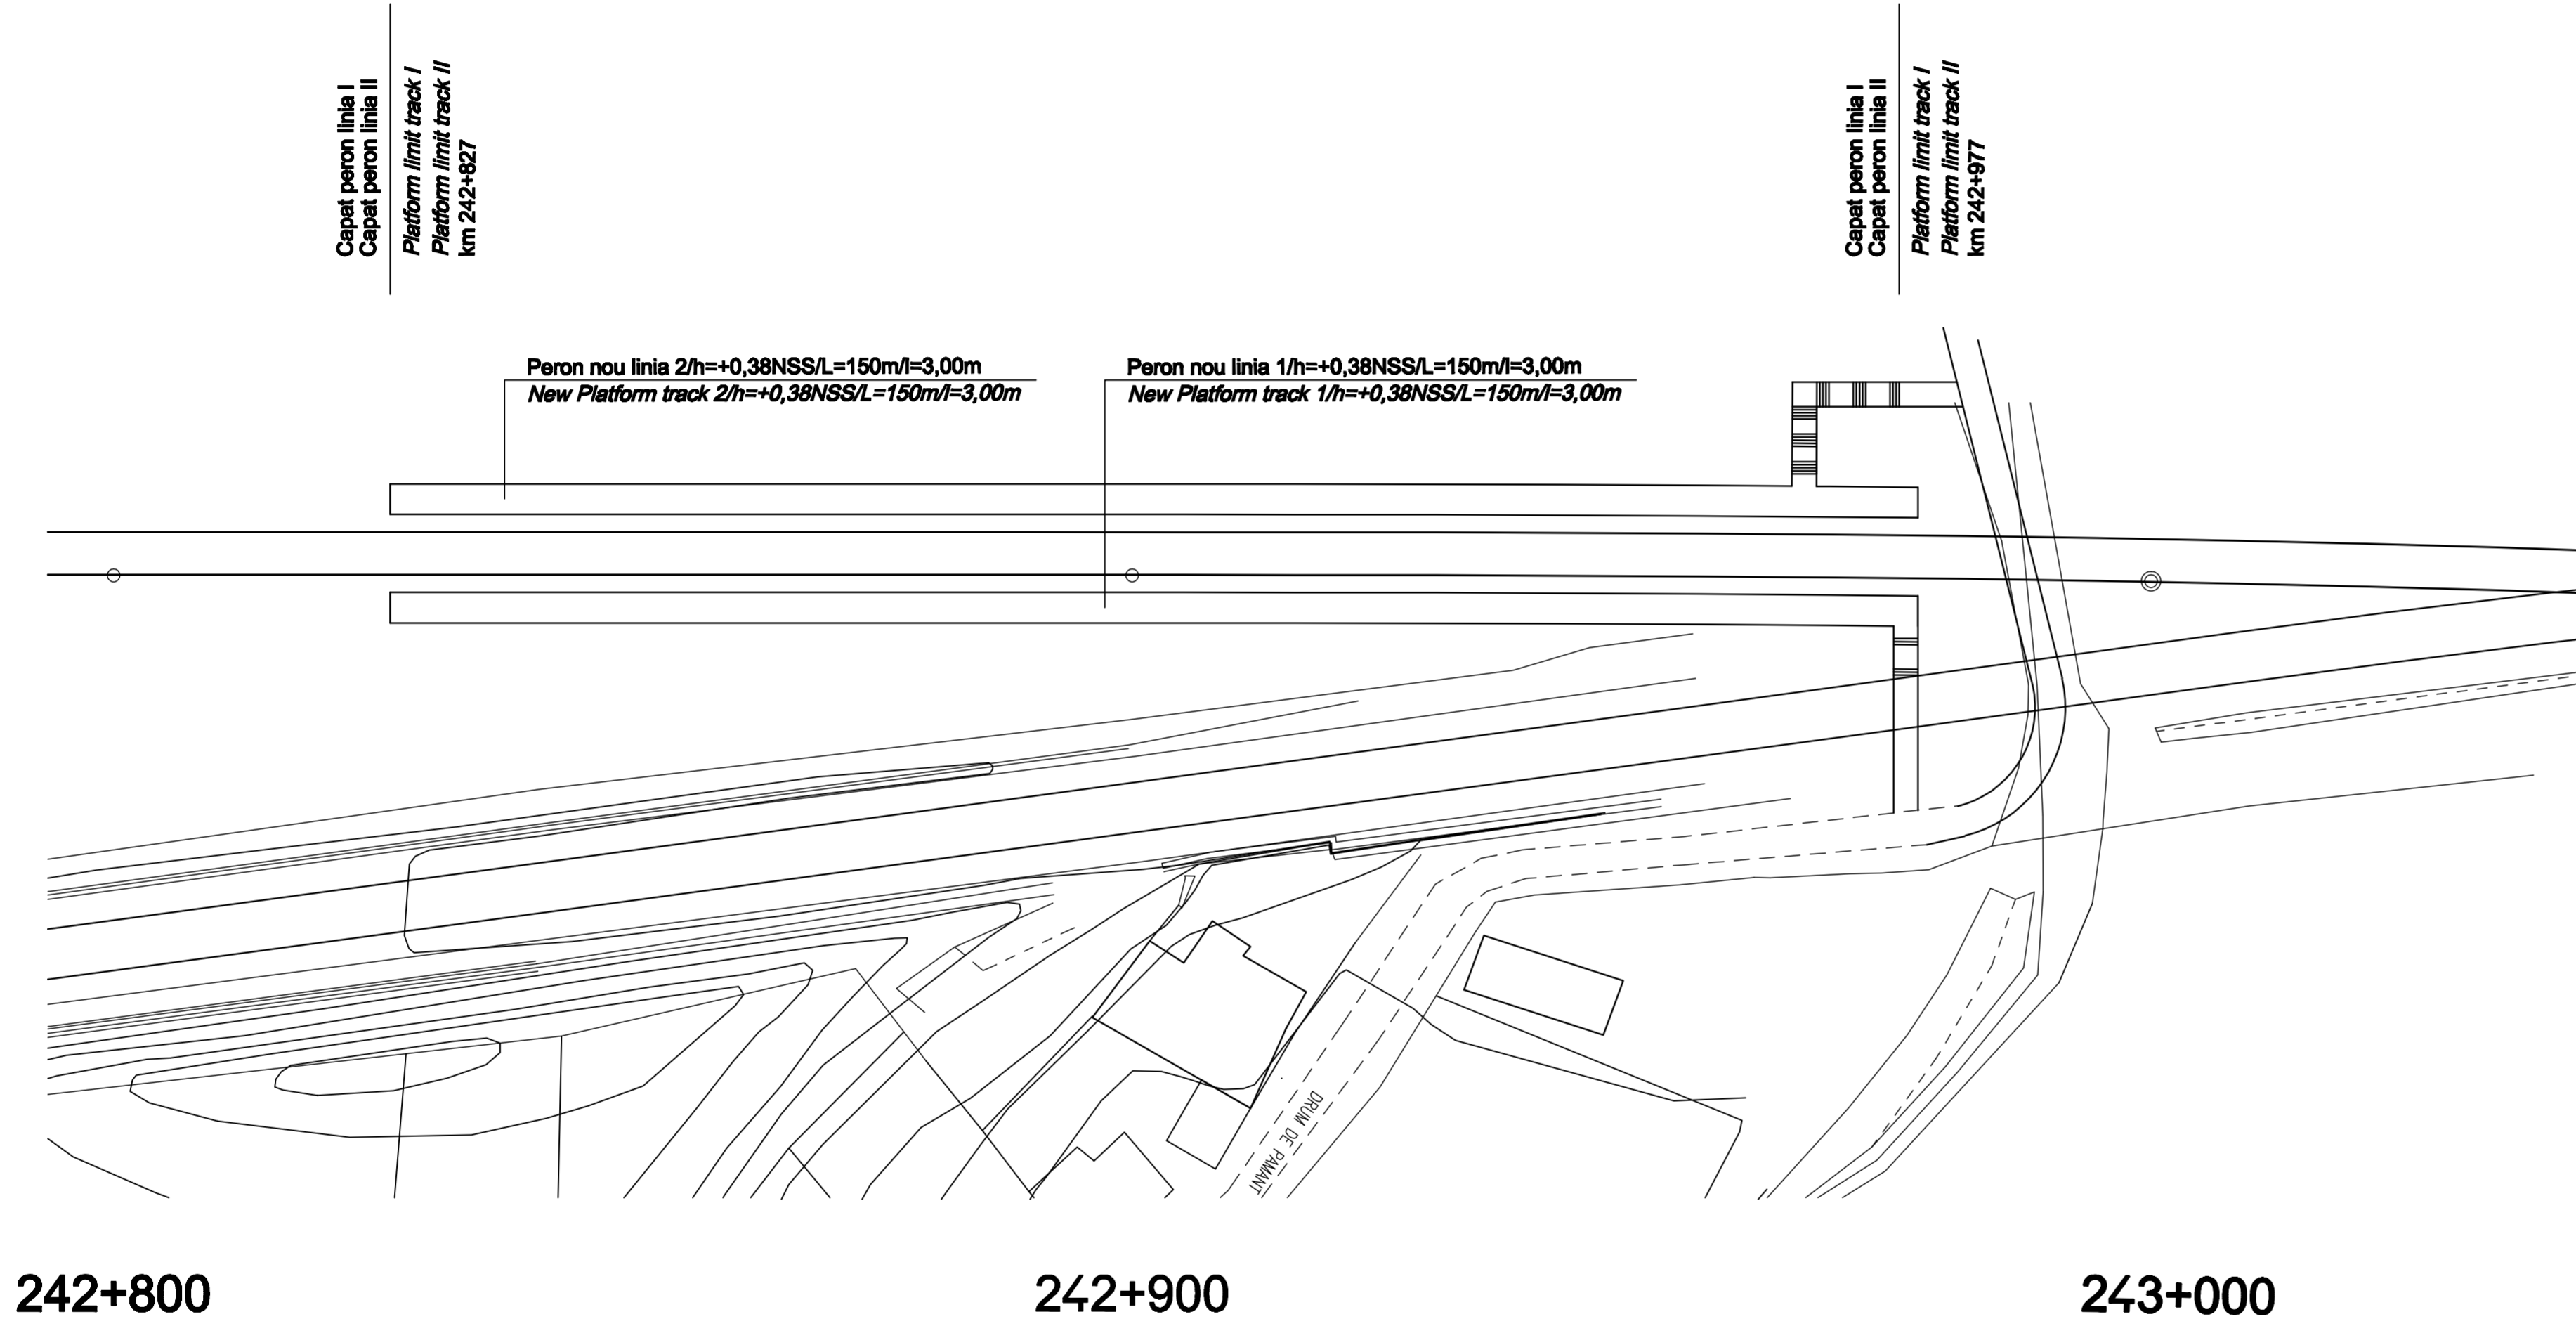 Capat peron linia I
Capat peron linia II
Platform limit track I
Platform limit track II
km 242+827
Capat peron linia I
Capat peron linia II
Platform limit track I
Platform limit track II
km 242+977
Peron nou linia 2/h=+0,38NSS/L=150m/l=3,00m
New Platform track 2/h=+0,38NSS/L=150m/l=3,00m
Peron nou linia 1/h=+0,38NSS/L=150m/l=3,00m
New Platform track 1/h=+0,38NSS/L=150m/l=3,00m
DRUM DE PAMANT
242+800
242+900
243+000